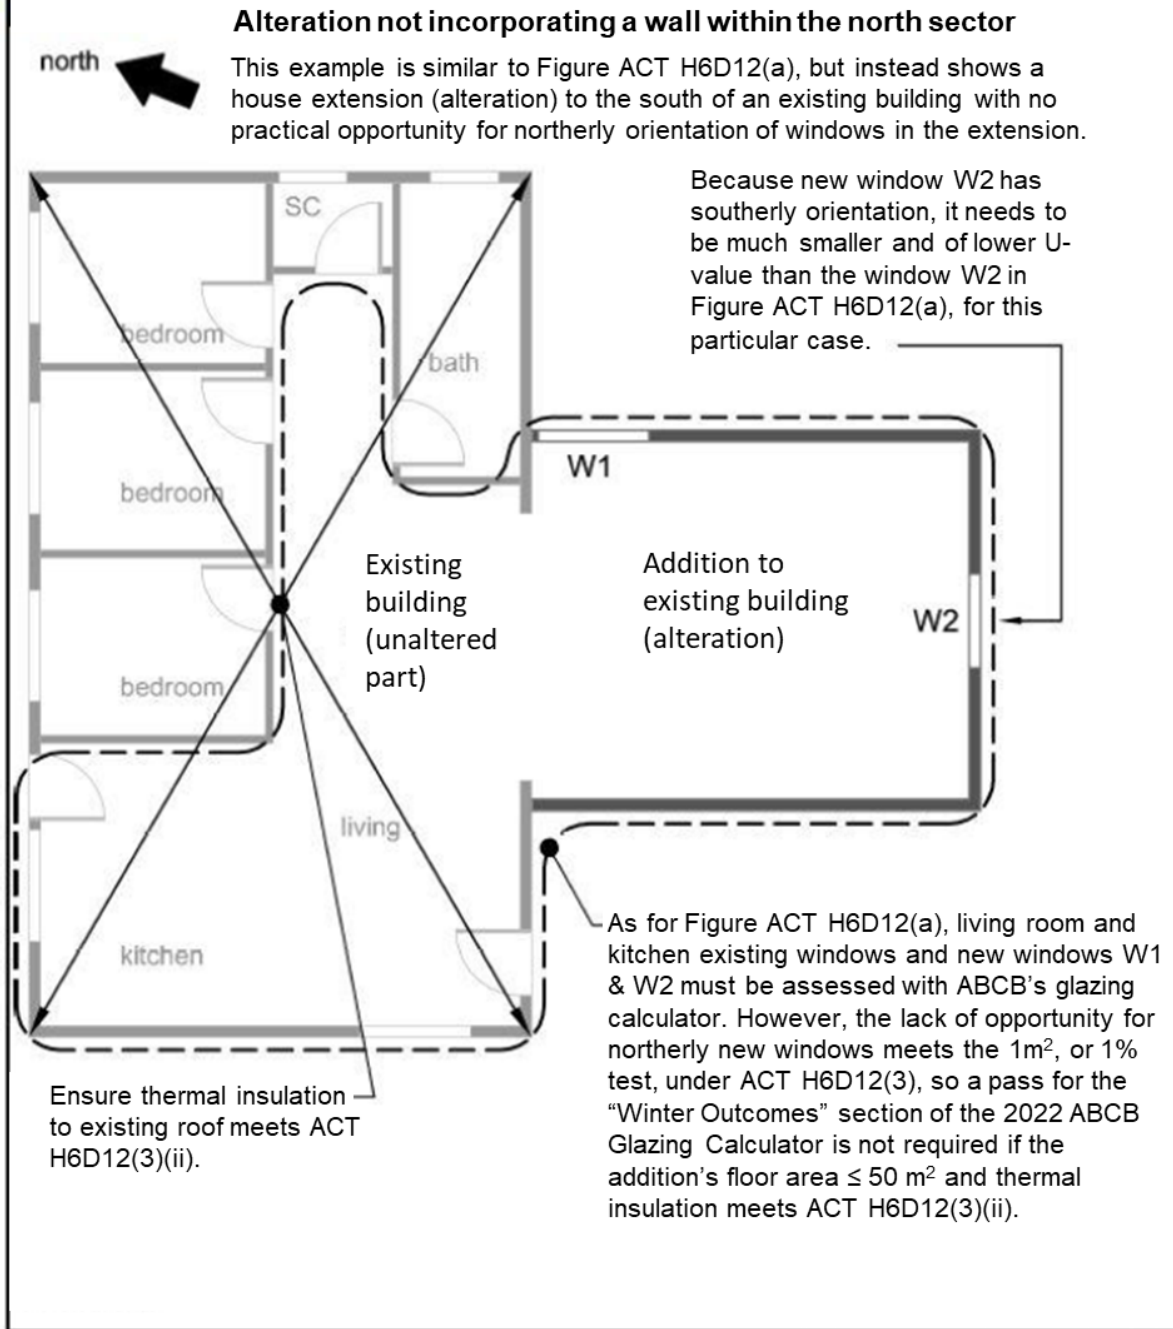 Alteration not incorporating a wall within the north sector
north
This example is similar to Figure ACT H6D12(a), but instead shows a
house extension (alteration) to the south of an existing building with no
practical opportunity for northerly orientation of windows in the extension.
Because new window W2 has
southerly orientation, it needs to
be much smaller and of lower U-
value than the window W2 in
Figure ACT H6D12(a), for this
particular case.
SC
bedroom
bath
W1
bedroom
Existing
building
(unaltered
part)
Addition to
existing building
(alteration)
W2
bedroom
living
kitchen
As for Figure ACT H6D12(a), living room and
kitchen existing windows and new windows W1
& W2 must be assessed with ABCB's glazing
calculator. However, the lack of opportunity for
northerly new windows meets the 1m², or 1%
test, under ACT H6D12(3), so a pass for the
“Winter Outcomes” section of the 2022 ABCB
Glazing Calculator is not required if the
addition's floor area ≤ 50 m² and thermal
insulation meets ACT H6D12(3)(ii).
Ensure thermal insulation
to existing roof meets ACT
H6D12(3)(ii).